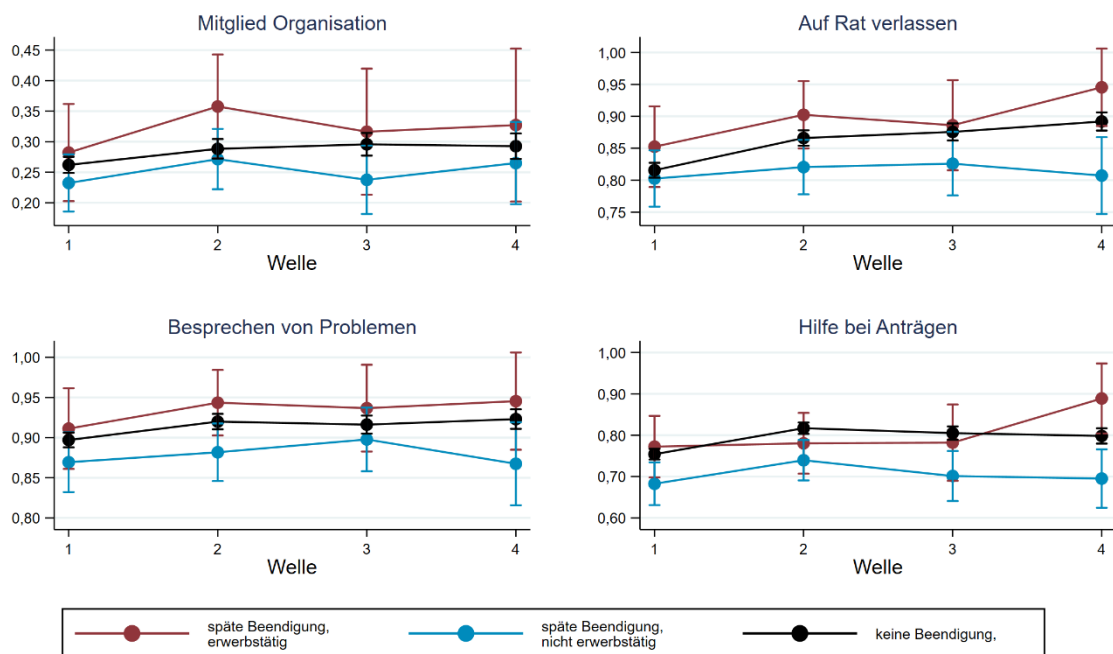 Mitglied Organisation
0,45
0,40
0,35
0,30
0,25
0,20
1 2 3 4
Welle
Auf Rat verlassen
1,00
0,95
0,90
0,85
0,80
0,75
1 2 3 4
Welle
Besprechen von Problemen
1,00
0,95
0,90
0,85
0,80
1 2 3 4
Welle
Hilfe bei Anträgen
1,00
0,90
0,80
0,70
0,60
1 2 3 4
Welle
späte Beendigung,
erwerbstätig
späte Beendigung,
nicht erwerbstätig
keine Beendigung,